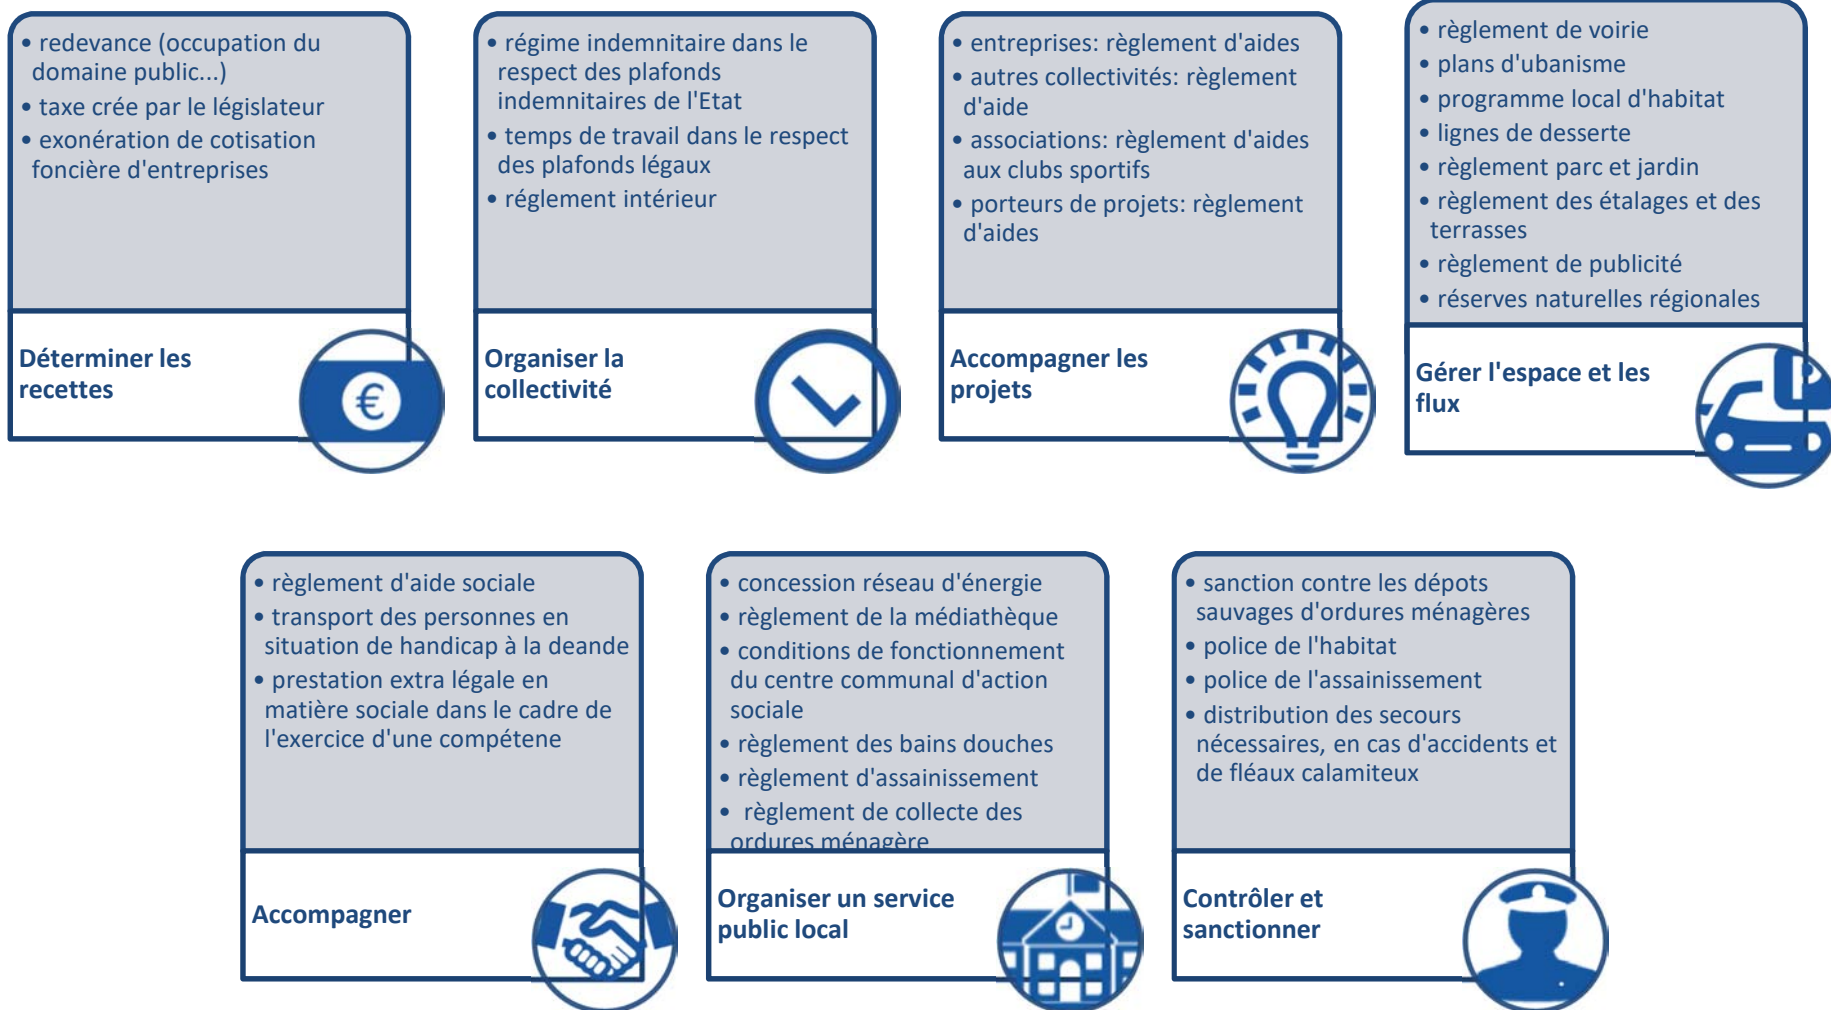 • redevance (occupation du
domaine public...)
• taxe crée par le législateur
• exonération de cotisation
foncière d'entreprises
Déterminer les
recettes
€
• régime indemnitaire dans le
respect des plafonds
indemnitaires de l'Etat
• temps de travail dans le respect
des plafonds légaux
• réglement intérieur
Organiser la
collectivité
• entreprises: règlement d'aides
• autres collectivités: règlement
d'aide
• associations: règlement d'aides
aux clubs sportifs
• porteurs de projets: règlement
d'aides
Accompagner les
projets
• règlement de voirie
• plans d'ubanisme
• programme local d'habitat
• lignes de desserte
• règlement parc et jardin
• règlement des étalages et des
terrasses
• règlement de publicité
• réserves naturelles régionales
Gérer l'espace et les
flux
• règlement d'aide sociale
• transport des personnes en
situation de handicap à la deande
• prestation extra légale en
matière sociale dans le cadre de
l'exercice d'une compétene
Accompagner
• concession réseau d'énergie
• règlement de la médiathèque
• conditions de fonctionnement
du centre communal d'action
sociale
• règlement des bains douches
• règlement d'assainissement
• règlement de collecte des
ordures ménagère
Organiser un service
public local
• sanction contre les dépots
sauvages d'ordures ménagères
• police de l'habitat
• police de l'assainissement
• distribution des secours
nécessaires, en cas d'accidents et
de fléaux calamiteux
Contrôler et
sanctionner